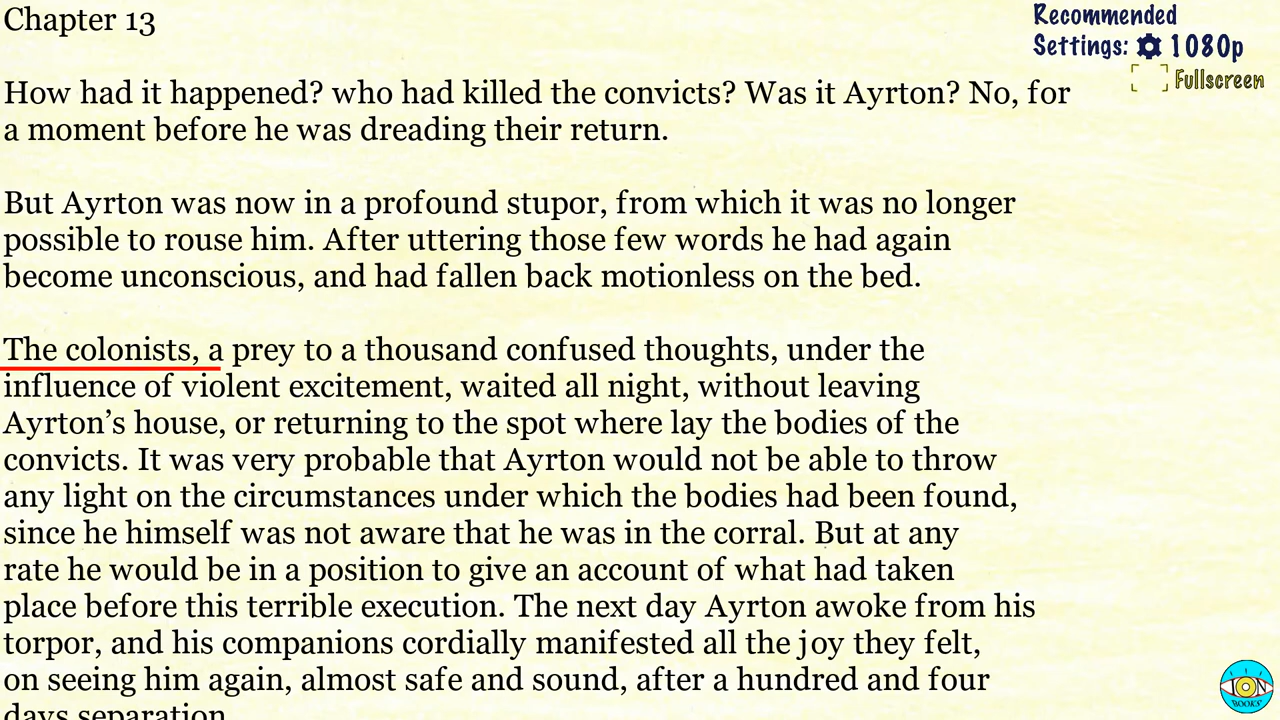 Chapter 13
Recommended
Settings: 1080p
Fullscreen
How had it happened? who had killed the convicts? Was it Ayrton? No, for
a moment before he was dreading their return.
But Ayrton was now in a profound stupor, from which it was no longer
possible to rouse him. After uttering those few words he had again
become unconscious, and had fallen back motionless on the bed.
The colonists, a prey to a thousand confused thoughts, under the
influence of violent excitement, waited all night, without leaving
Ayrton’s house, or returning to the spot where lay the bodies of the
convicts. It was very probable that Ayrton would not be able to throw
any light on the circumstances under which the bodies had been found,
since he himself was not aware that he was in the corral. But at any
rate he would be in a position to give an account of what had taken
place before this terrible execution. The next day Ayrton awoke from his
torpor, and his companions cordially manifested all the joy they felt,
on seeing him again, almost safe and sound, after a hundred and four
days separation.
ION
BOOKS